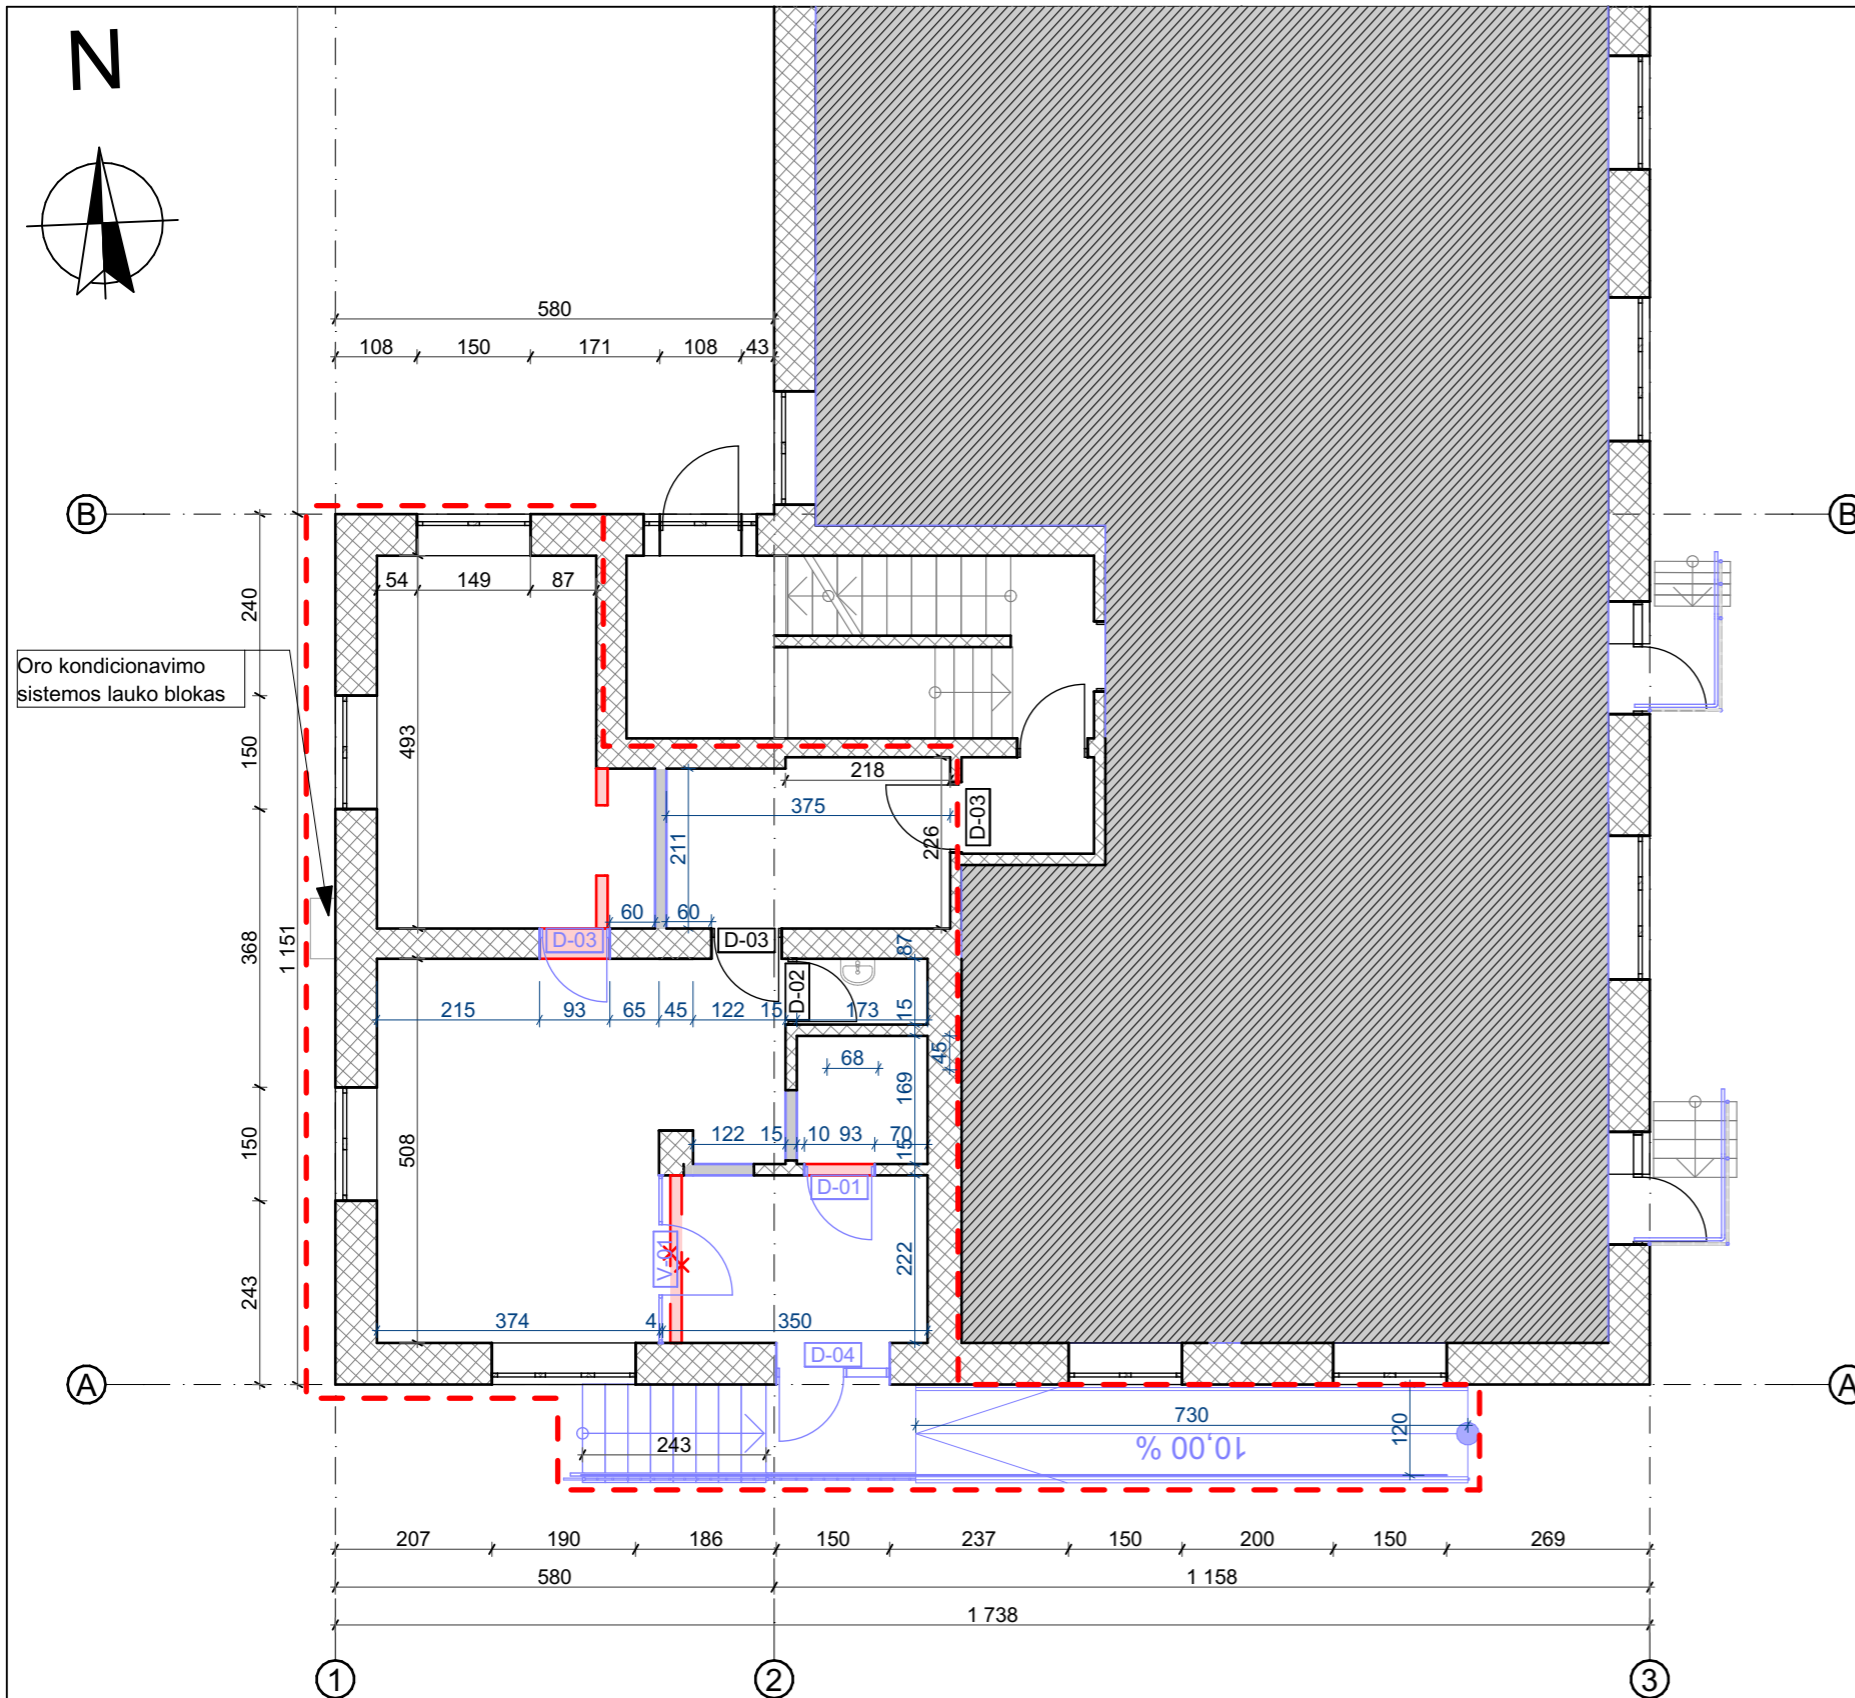 N
580
108 150 171 108 43
B B
54 149 87
240
Oro kondicionavimo
sistemos lauko blokas
150
493
218
375
D-03
226
211
368
1 151
60 60
D-03 D-03
87
D-02
215 93 65 45 122 15 173
15
45
68
169
150
508
122 15 10 93 70
15
D-01
V-01
222
243
374 4 350
D-04
A A
730
120
243
10,00 %
207 190 186 150 237 150 200 150 269
580 1 158
1 738
1 2 3